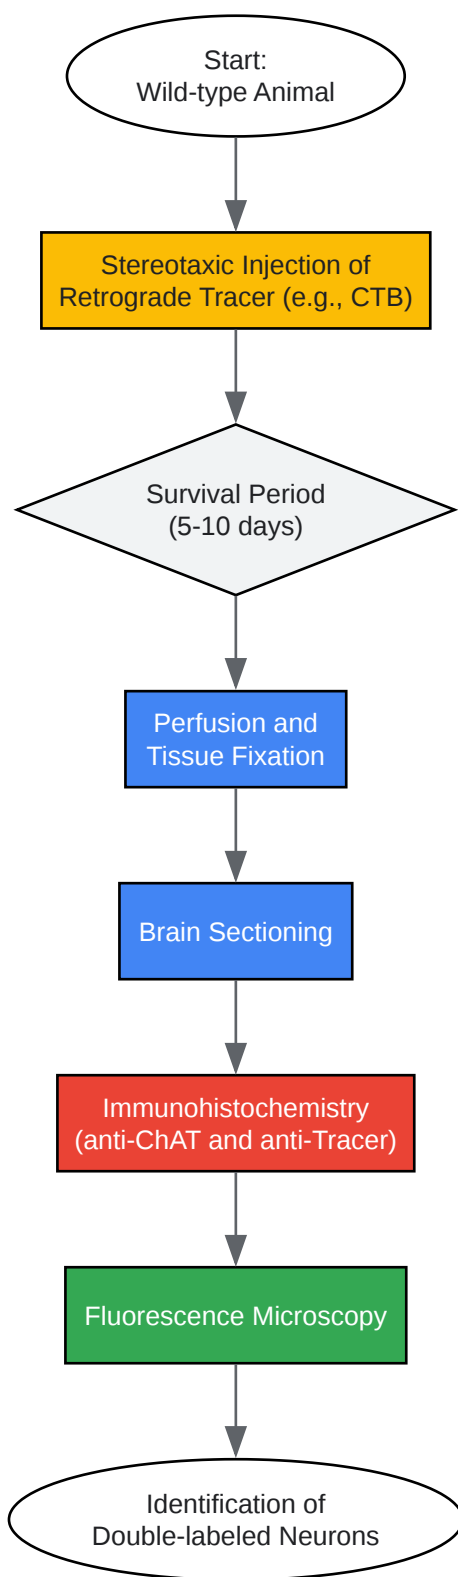 Start:
Wild-type Animal
Stereotaxic Injection of
Retrograde Tracer (e.g., CTB)
Survival Period
(5-10 days)
Perfusion and
Tissue Fixation
Brain Sectioning
Immunohistochemistry
(anti-ChAT and anti-Tracer)
Fluorescence Microscopy
Identification of
Double-labeled Neurons